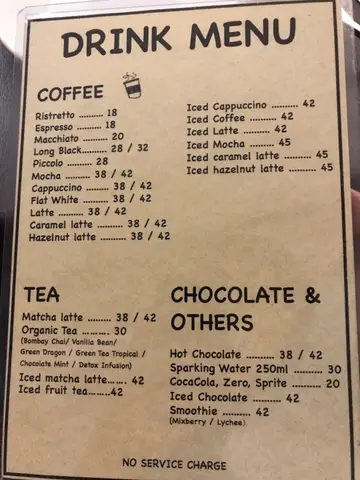 DRINK MENU
COFFEE
Ristretto ......... 18
Espresso ......... 18
Macchiato ......... 20
Long Black......... 28 / 32
Piccolo ......... 28
Mocha ......... 38 / 42
Cappuccino ......... 38 / 42
Flat White ......... 38 / 42
Latte ......... 38 / 42
Caramel latte ......... 38 / 42
Hazelnut latte ......... 38 / 42
Iced Cappuccino ......... 42
Iced Coffee ......... 42
Iced Latte ......... 42
Iced Mocha ......... 45
Iced caramel latte ......... 45
Iced hazelnut latte ......... 45
TEA
Matcha latte ......... 38 / 42
Organic Tea ......... 30
(Bombay Chai/ Vanilla Bean/
Green Dragon / Green Tea Tropical /
Chocolate Mint / Detox Infusion)
Iced matcha latte....... 42
Iced fruit tea.......42
CHOCOLATE &
OTHERS
Hot Chocolate .......... 38 / 42
Sparking Water 250ml ......... 30
CocaCola, Zero, Sprite ......... 20
Iced Chocolate ......... 42
Smoothie ......... 42
(Mixberry / Lychee)
NO SERVICE CHARGE